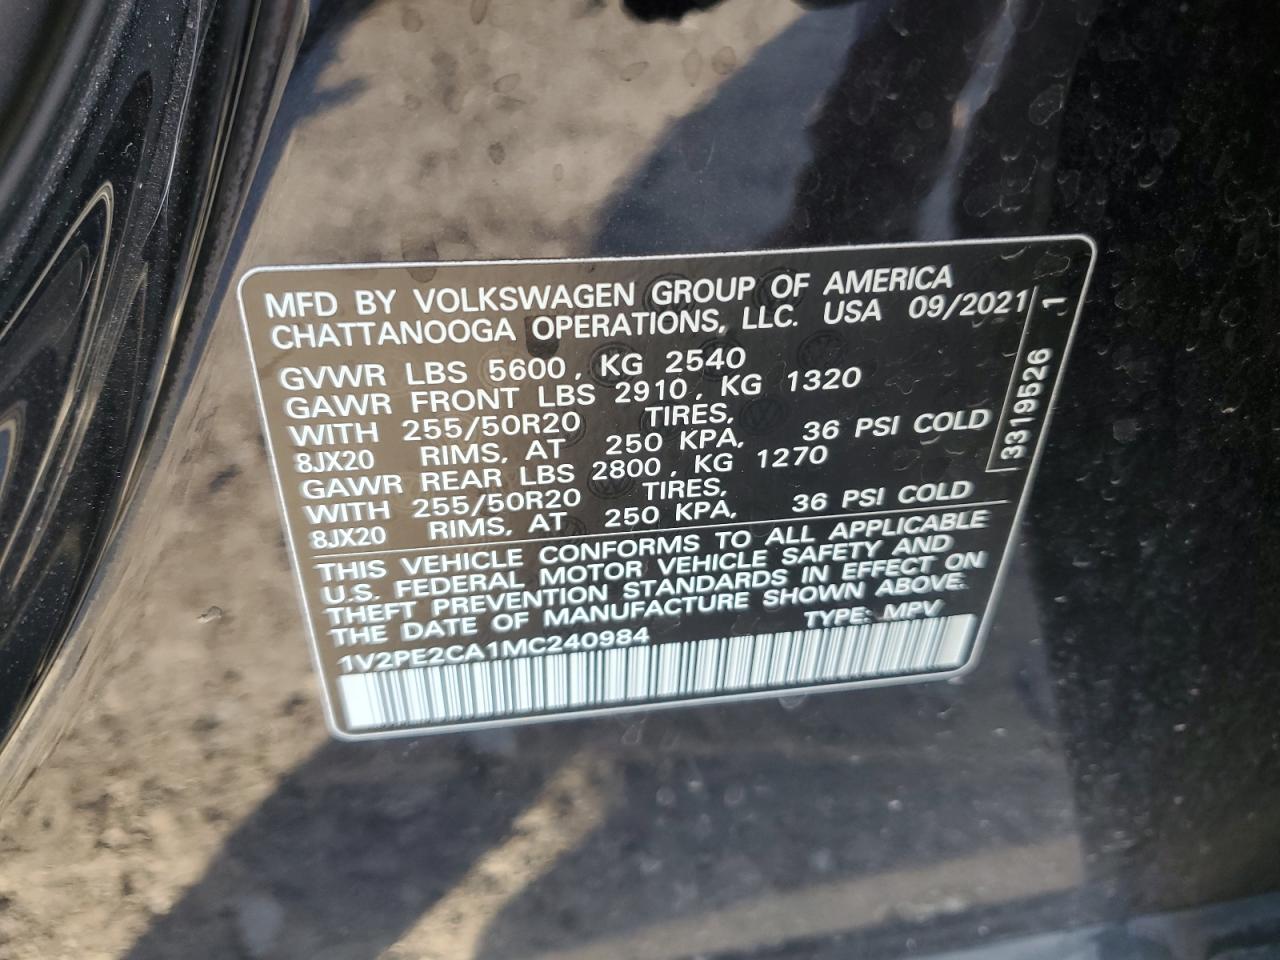 MFD BY VOLKSWAGEN GROUP OF AMERICA
CHATTANOOGA OPERATIONS, LLC. USA 09/2021
GVWR LBS 5600, KG 2540
GAWR FRONT LBS 2910, KG 1320
WITH 255/50R20 TIRES,
8JX20 RIMS, AT 250 KPA, 36 PSI COLD
GAWR REAR LBS 2800, KG 1270
WITH 255/50R20 TIRES,
8JX20 RIMS, AT 250 KPA, 36 PSI COLD
THIS VEHICLE CONFORMS TO ALL APPLICABLE
U.S. FEDERAL MOTOR VEHICLE SAFETY AND
THEFT PREVENTION STANDARDS IN EFFECT ON
THE DATE OF MANUFACTURE SHOWN ABOVE.
1V2PE2CA1MC240984 TYPE: MPV
3319526 1